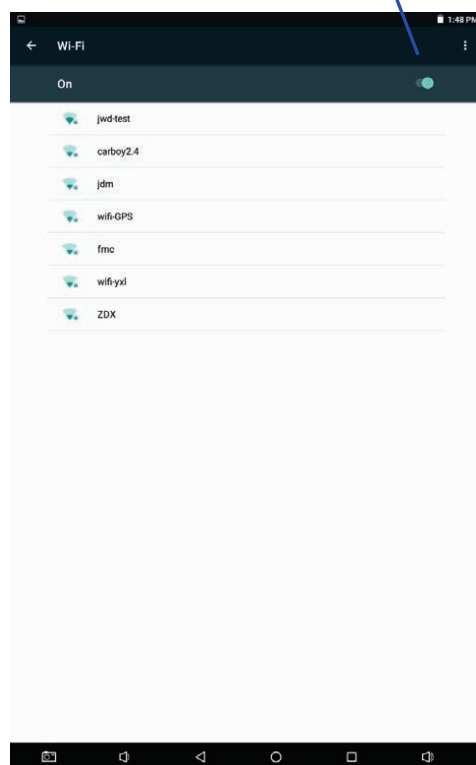 1:48 PM
Wi-Fi
On
jwd-test
carboy2.4
jdm
wifi-GPS
fmc
wifi-yxl
ZDX